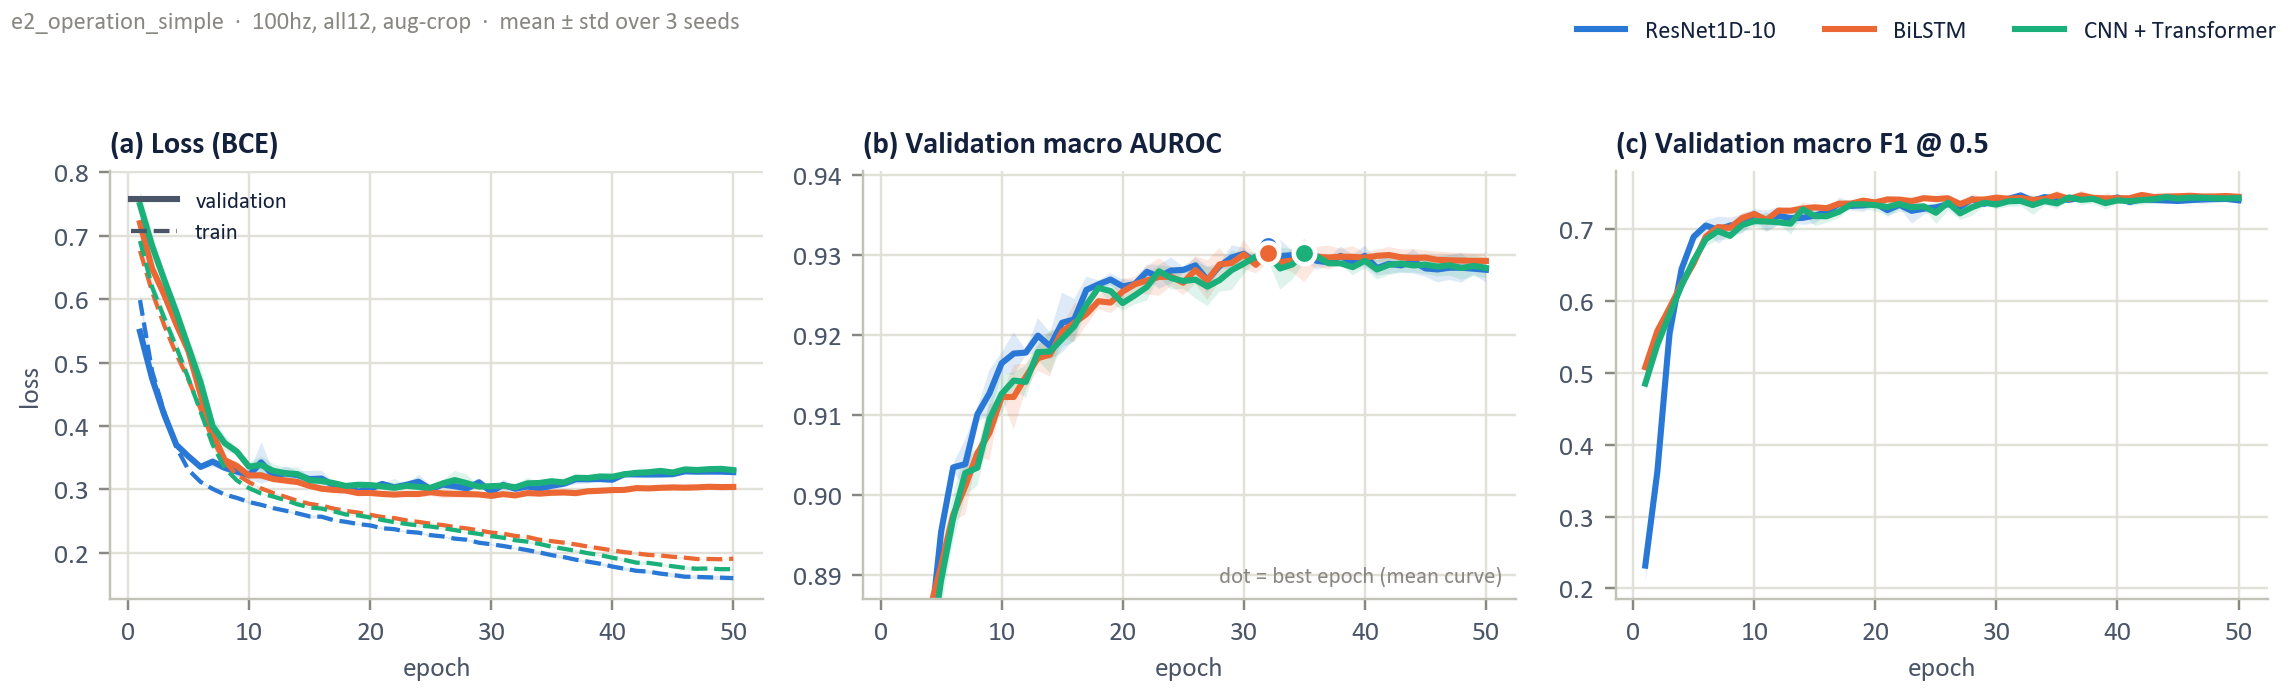 e2_operation_simple · 100hz, all12, aug-crop · mean ± std over 3 seeds
ResNet1D-10 BiLSTM CNN + Transformer
(a) Loss (BCE)
0.8
0.7
0.6
0.5
0.4
0.3
0.2
loss
validation
train
0 10 20 30 40 50
epoch
(b) Validation macro AUROC
0.94
0.93
0.92
0.91
0.90
0.89
dot = best epoch (mean curve)
0 10 20 30 40 50
epoch
(c) Validation macro F1 @ 0.5
0.7
0.6
0.5
0.4
0.3
0.2
0 10 20 30 40 50
epoch